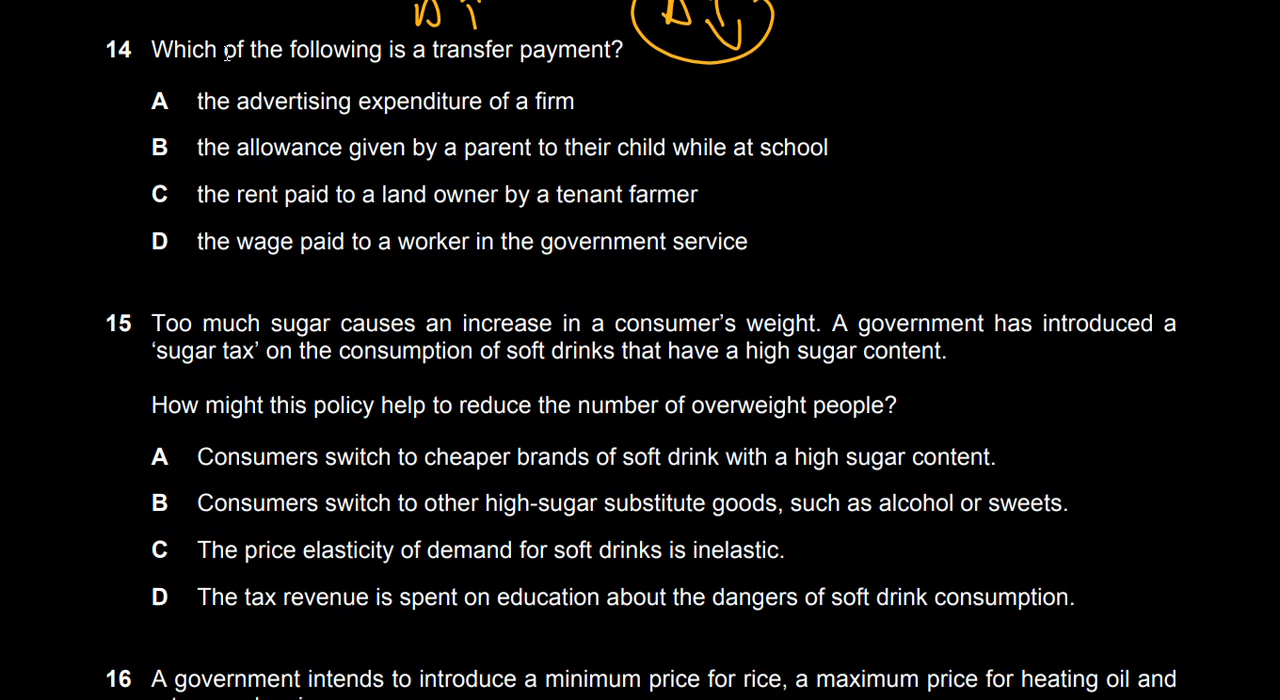 14 Which of the following is a transfer payment?
A the advertising expenditure of a firm
B the allowance given by a parent to their child while at school
C the rent paid to a land owner by a tenant farmer
D the wage paid to a worker in the government service
15 Too much sugar causes an increase in a consumer’s weight. A government has introduced a
‘sugar tax’ on the consumption of soft drinks that have a high sugar content.
How might this policy help to reduce the number of overweight people?
A Consumers switch to cheaper brands of soft drink with a high sugar content.
B Consumers switch to other high-sugar substitute goods, such as alcohol or sweets.
C The price elasticity of demand for soft drinks is inelastic.
D The tax revenue is spent on education about the dangers of soft drink consumption.
16 A government intends to introduce a minimum price for rice, a maximum price for heating oil and